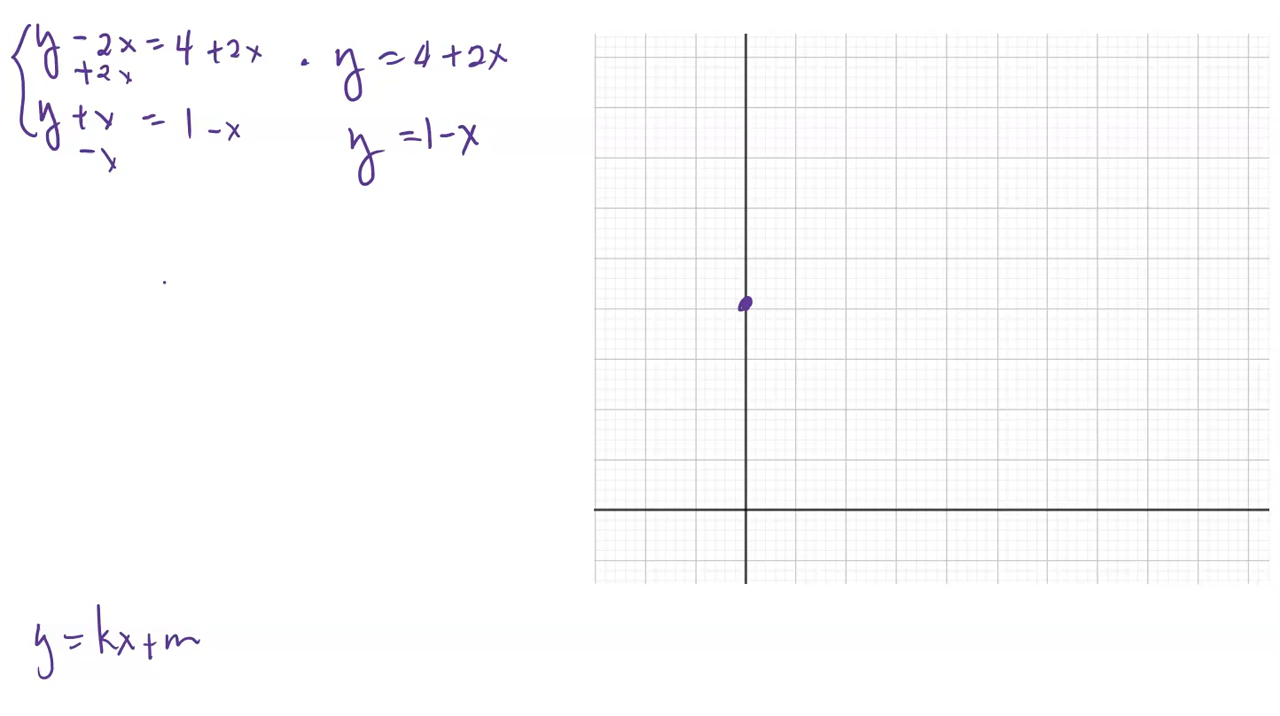 y - 2x = 4 + 2x . y = 4 + 2x
+ 2x
y + x = 1 - x y = 1 - x
- x
y = kx + m